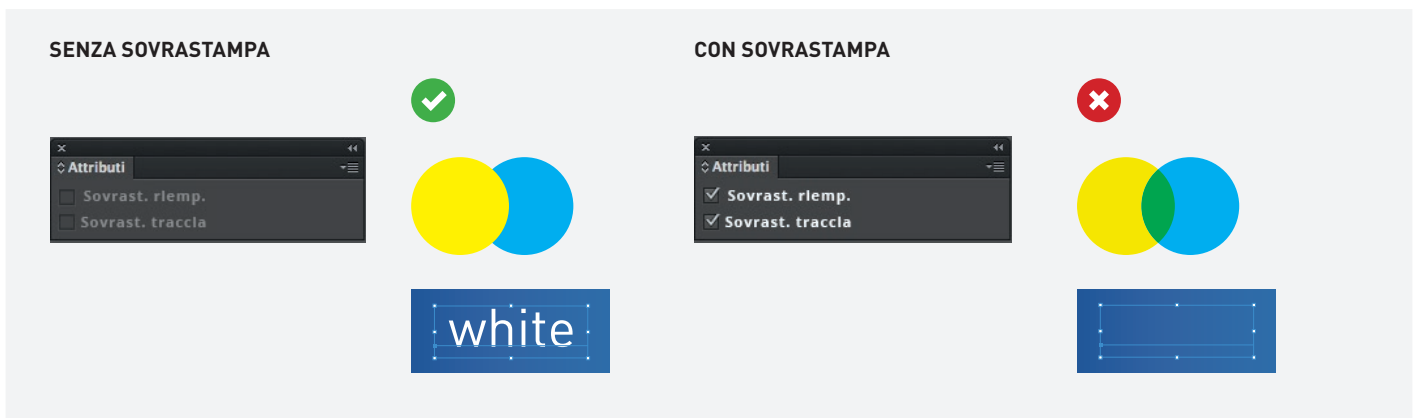 SENZA SOVRASTAMPA
Attributi
Sovrast. rIemp.
Sovrast. traccIa
white
CON SOVRASTAMPA
Attributi
Sovrast. rIemp.
Sovrast. traccIa